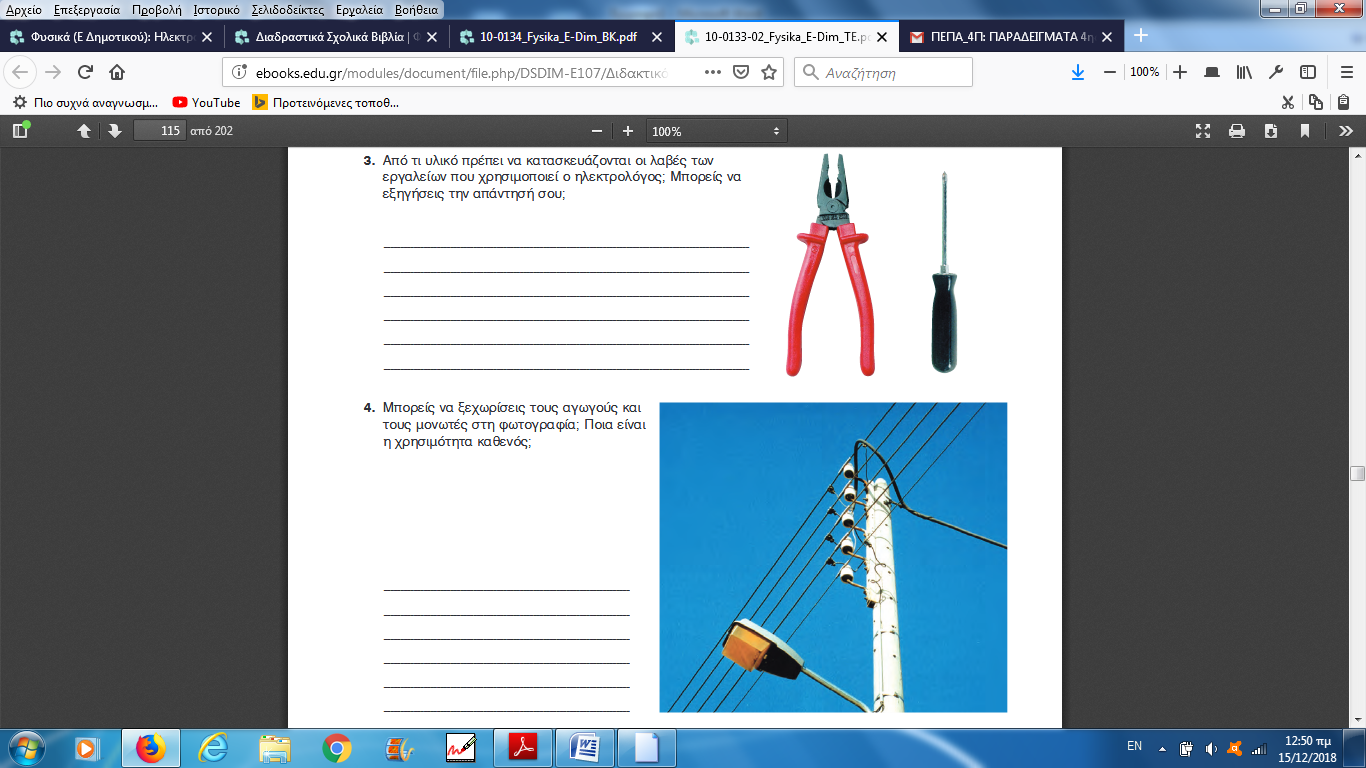 Αρχείο Επεξεργασία Προβολή Ιστορικό Σελιδοδείκτες Εργαλεία Βοήθεια
Φυσικά (Ε Δημοτικού): Ηλεκτρ
Διαδραστικά Σχολικά Βιβλία | Φ
10-0134_Fysika_E-Dim_BK.pdf
10-0133-02_Fysika_E-Dim_TE.p
ΠΕΠΑ_4Π: ΠΑΡΑΔΕΙΓΜΑΤΑ 4η
ebooks.edu.gr/modules/document/file.php/DSDIM-E107/Διδακτικό
Αναζήτηση
100%
Πιο συχνά αναγνωσμ... YouTube Προτεινόμενες τοποθ...
115 από 202
100%
3. Από τι υλικό πρέπει να κατασκευάζονται οι λαβές των
εργαλείων που χρησιμοποιεί ο ηλεκτρολόγος; Μπορείς να
εξηγήσεις την απάντησή σου;
4. Μπορείς να ξεχωρίσεις τους αγωγούς και
τους μονωτές στη φωτογραφία; Ποια είναι
η χρησιμότητα καθενός;
EN
12:50 πμ
15/12/2018